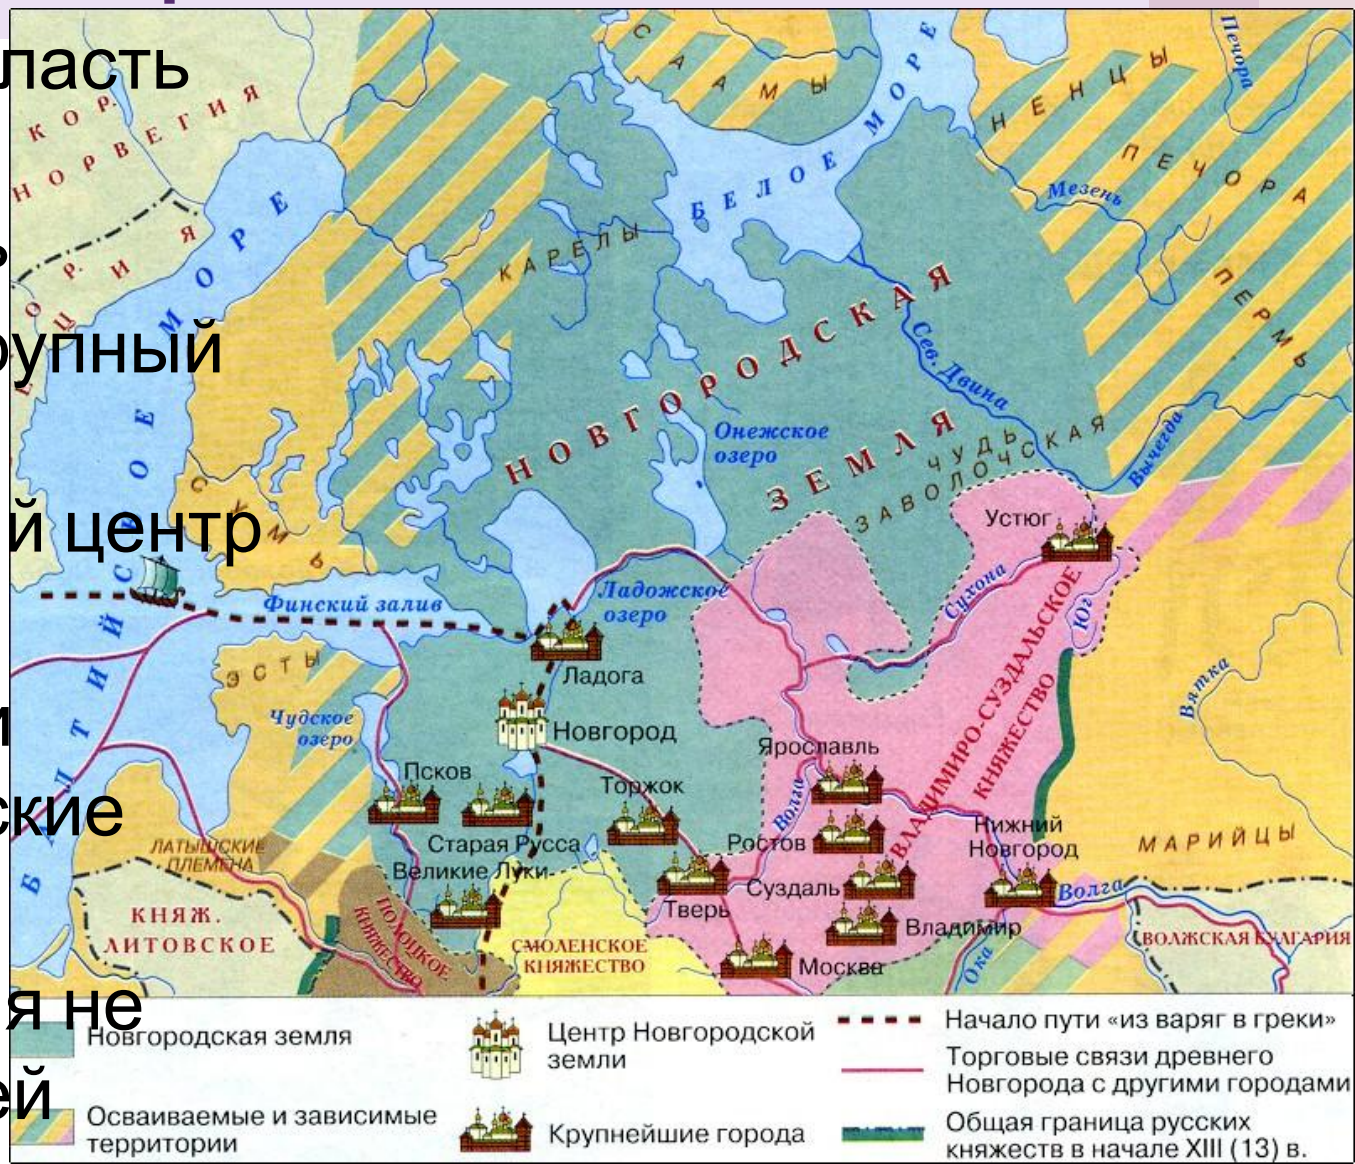 ласть
рупный
й центр
и
ские
я не
ей
КОР.
НОРВЕГИЯ
СААМЫ
БЕЛОЕ МОРЕ
НЕНЦЫ
Печора
ПЕЧОРА
Мезень
ПЕРМЬ
КАРЕЛЫ
БАЛТИЙСКОЕ МОРЕ
НОВГОРОДСКАЯ
ЗЕМЛЯ
Сев. Двина
Онежское
озеро
ЧУДЬ
ЗАВОЛОЧСКАЯ
Вычегда
СУМЬ
Устюг
Сухона
Юг
Финский залив
Ладожское
озеро
ЭСТЫ
Ладога
Чудское
озеро
Новгород
Вятка
ВЛАДИМИРО-СУЗДАЛЬСКОЕ
КНЯЖЕСТВО
Ярославль
Псков
Торжок
Волга
Старая Русса
Ростов
Нижний
Новгород
МАРИЙЦЫ
ЛАТЫШСКИЕ
ПЛЕМЕНА
Великие Луки
Суздаль
Волга
Тверь
КНЯЖ.
ЛИТОВСКОЕ
ПОЛОЦКОЕ
КНЯЖЕСТВО
СМОЛЕНСКОЕ
КНЯЖЕСТВО
Владимир
ВОЛЖСКАЯ БУЛГАРИЯ
Москва
Ока
Новгородская земля
Осваиваемые и зависимые
территории
Центр Новгородской
земли
Крупнейшие города
Начало пути «из варяг в греки»
Торговые связи древнего
Новгорода с другими городами
Общая граница русских
княжеств в начале XIII (13) в.